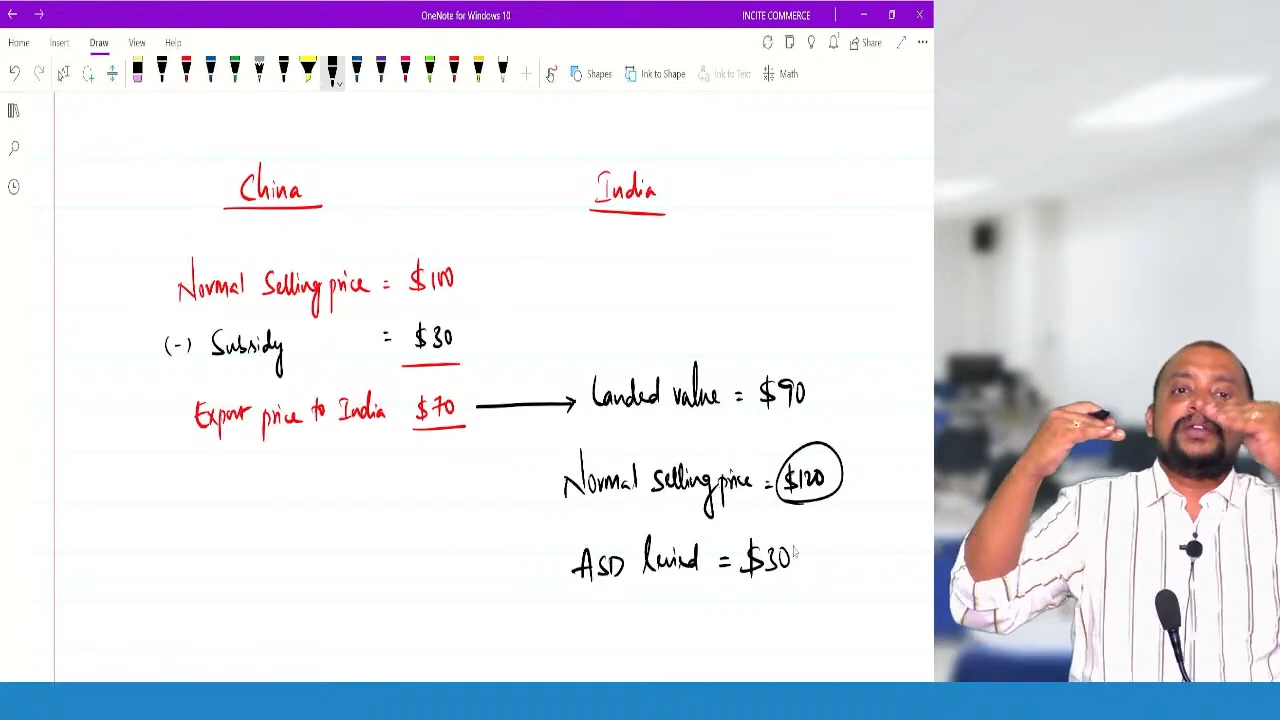 OneNote for Windows 10
INCITE COMMERCE
Home Insert Draw View Help
Share
Shapes Ink to Shape Ink to Text Math
China
India
Normal Selling price = $100
(-) Subsidy = $30
Export price to India $70
Landed value = $90
Normal Selling price = $120
ASD levied = $30